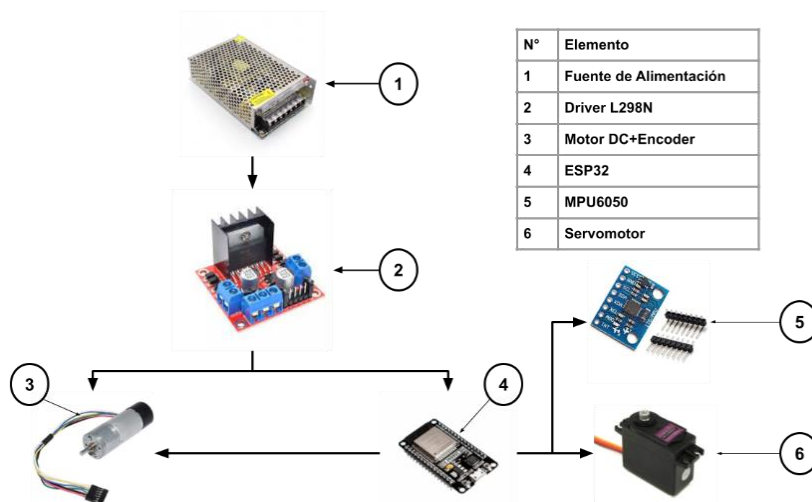 N° Elemento
1 Fuente de Alimentación
2 Driver L298N
3 Motor DC+Encoder
4 ESP32
5 MPU6050
6 Servomotor
1
2
3
4
5
6